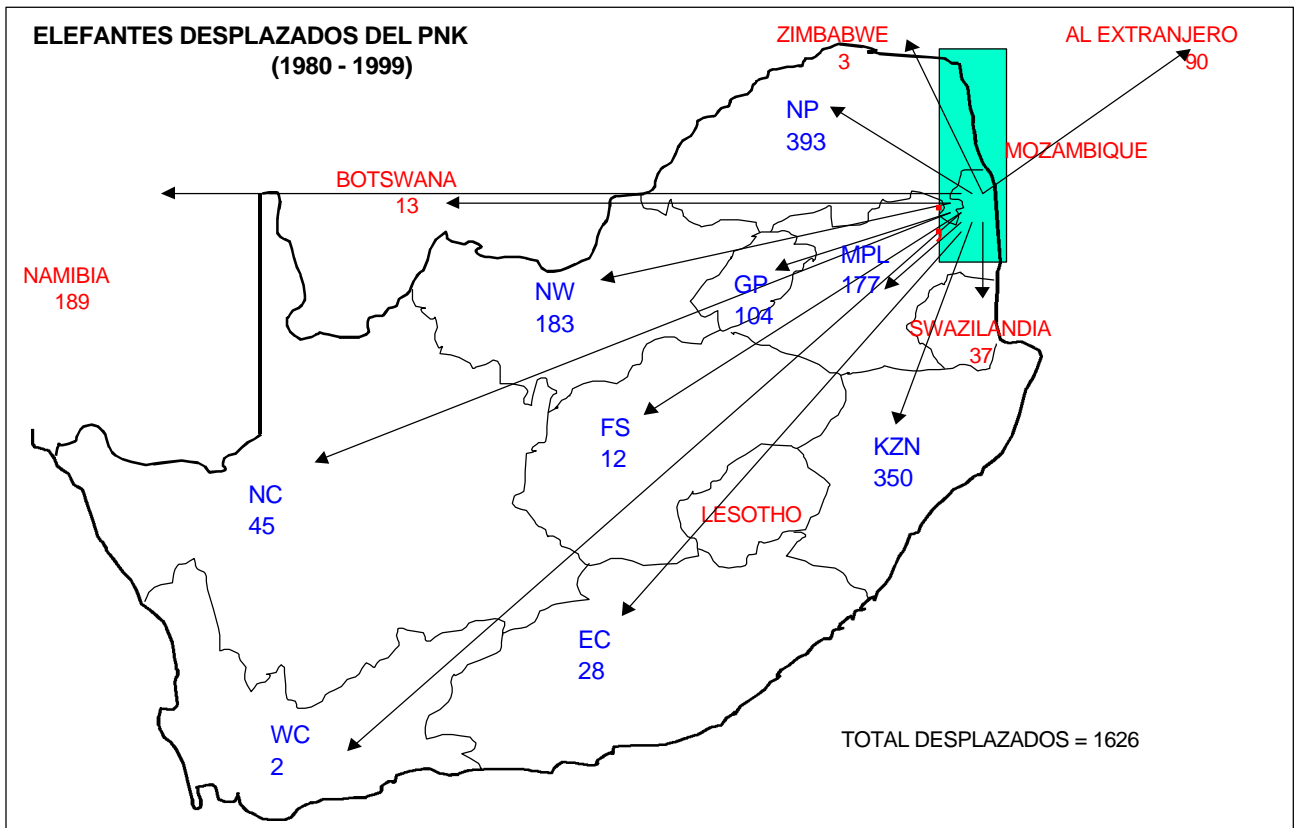 ELEFANTES DESPLAZADOS DEL PNK
(1980 - 1999)
ZIMBABWE
3
AL EXTRANJERO
90
NP
393
MOZAMBIQUE
BOTSWANA
13
NAMIBIA
189
NW
183
GP
104
MPL
177
SWAZILANDIA
37
FS
12
KZN
350
NC
45
LESOTHO
EC
28
WC
2
TOTAL DESPLAZADOS = 1626